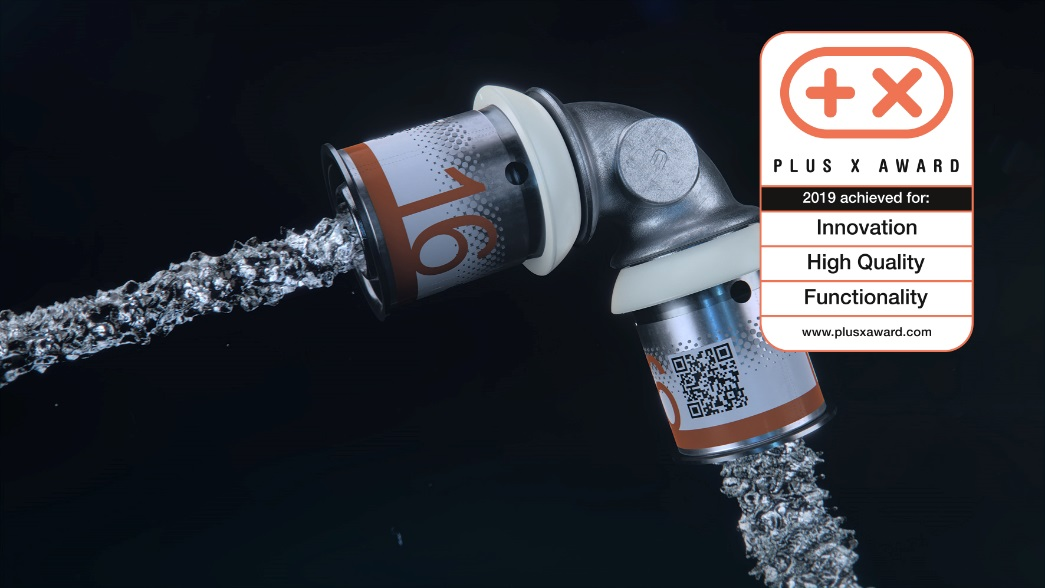 16
PLUS X AWARD
2019 achieved for:
Innovation
High Quality
Functionality
www.plusxaward.com